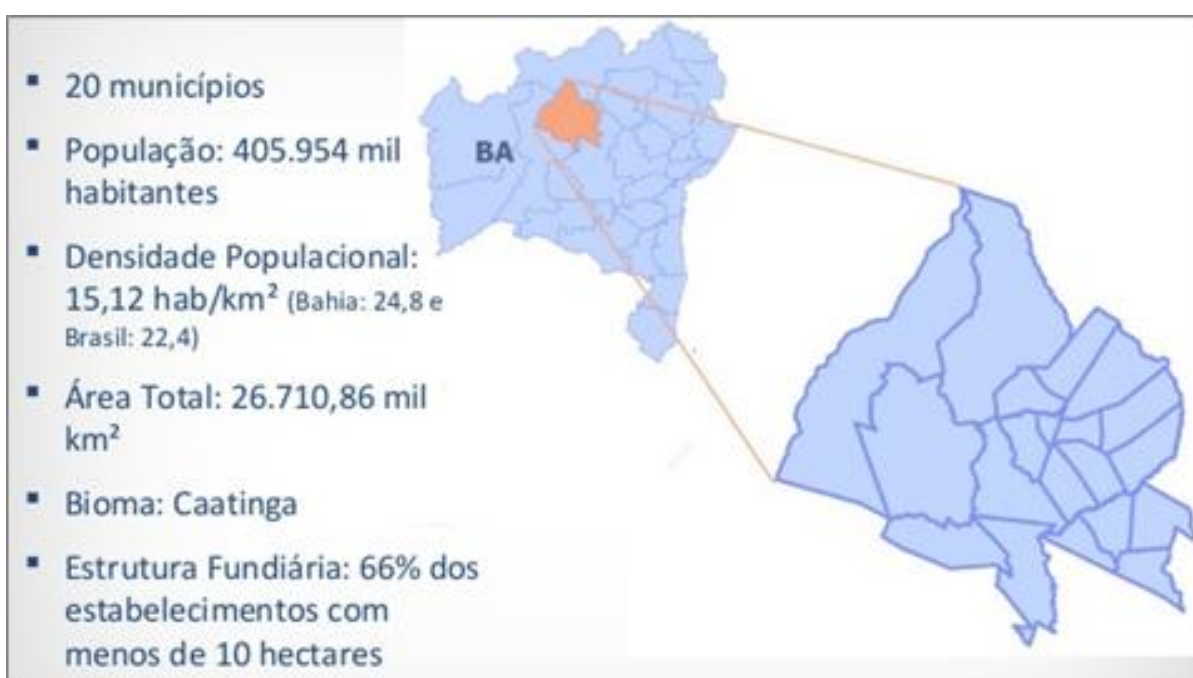 ▪ 20 municípios
▪ População: 405.954 mil
habitantes
▪ Densidade Populacional:
15,12 hab/km² (Bahia: 24,8 e
Brasil: 22,4)
▪ Área Total: 26.710,86 mil
km²
▪ Bioma: Caatinga
▪ Estrutura Fundiária: 66% dos
estabelecimentos com
menos de 10 hectares
BA